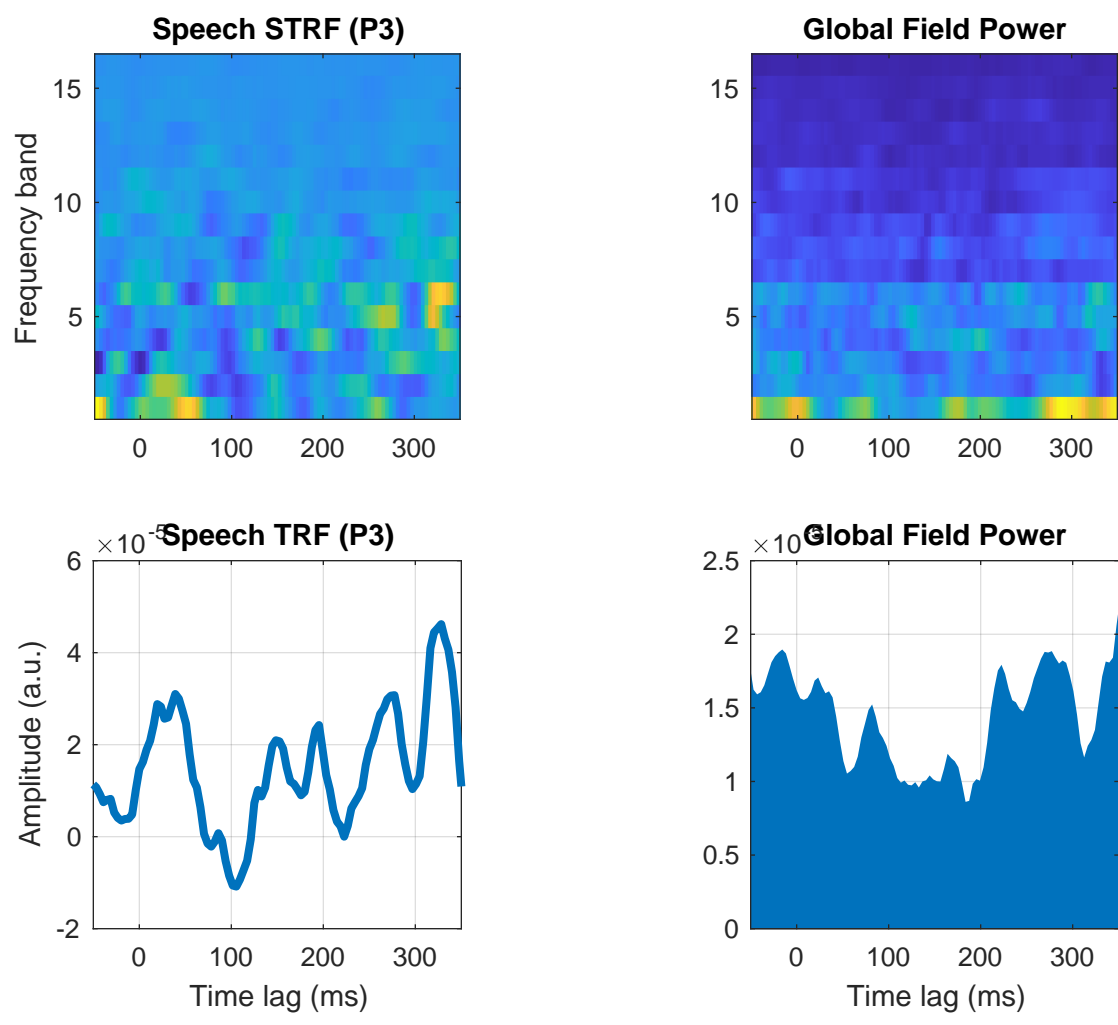 Speech STRF (P3)
Frequency band
15
10
5
0 100 200 300
Global Field Power
15
10
5
0 100 200 300
Speech TRF (P3)
×10-5
Amplitude (a.u.)
6
4
2
0
-2
0 100 200 300
Time lag (ms)
Global Field Power
×10
2.5
2
1.5
1
0.5
0
0 100 200 300
Time lag (ms)